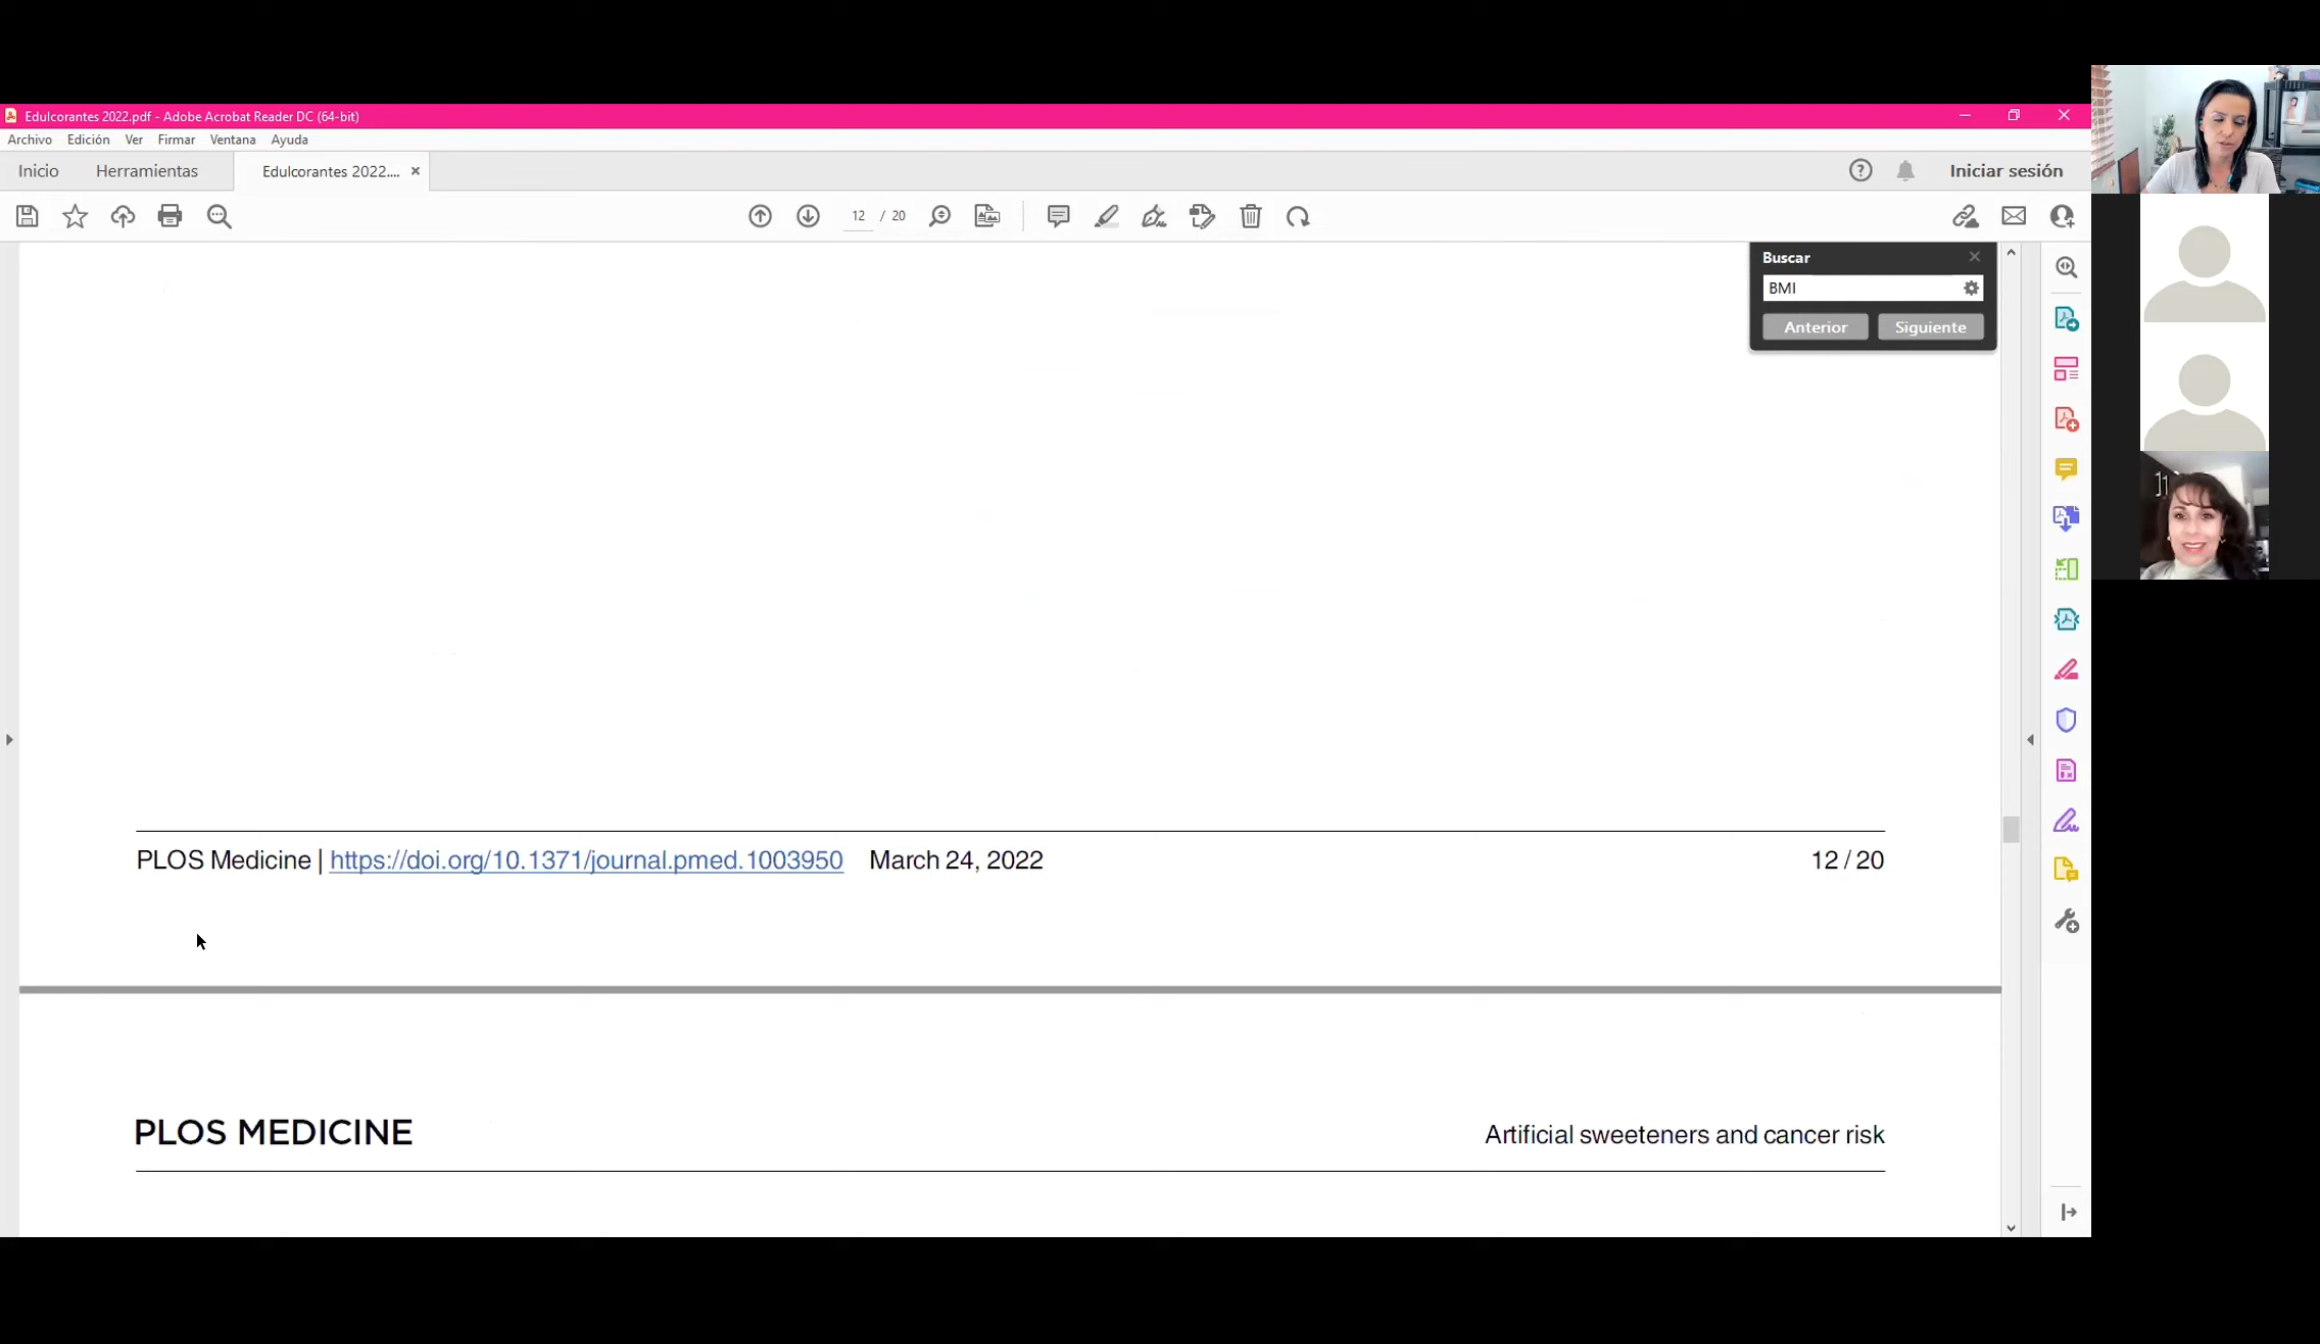 Edulcorantes 2022.pdf - Adobe Acrobat Reader DC (64-bit)
Archivo Edición Ver Firmar Ventana Ayuda
Inicio Herramientas Edulcorantes 2022.... Iniciar sesión
12 / 20
Buscar
BMI
Anterior Siguiente
PLOS Medicine | https://doi.org/10.1371/journal.pmed.1003950 March 24, 2022 12 / 20
PLOS MEDICINE Artificial sweeteners and cancer risk